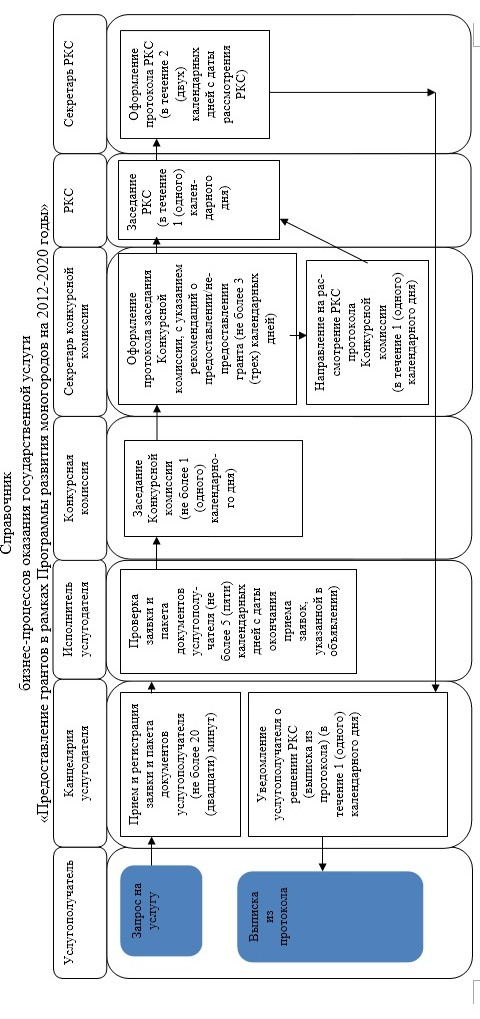 Справочник
бизнес-процессов оказания государственной услуги
«Предоставление грантов в рамках Программы развития моногородов на 2012-2020 годы»
Услугополучатель
Канцелярия
услугодателя
Исполнитель
услугодателя
Конкурсная
комиссия
Секретарь конкурсной
комиссии
РКС
Секретарь РКС
Запрос на
услугу
Прием и регистрация
заявки и пакета
документов
услугополучателя
(не более 20
(двадцати) минут)
Проверка
заявки и
пакета
документов
услугополу-
чателя (не
более 5 (пяти)
календарных
дней с даты
окончания
приема
заявок,
указанной в
объявлении)
Заседание
Конкурсной
комиссии
(не более 1
(одного)
календарно-
го дня)
Оформление
протокола заседания
Конкурсной
комиссии, с указанием
рекомендаций о
предоставлении/не-
предоставлении
гранта (не более 3
(трех) календарных
дней)
Заседание
РКС
(в течение
1 (одного)
кален-
дарного
дня)
Оформление
протокола РКС
(в течение 2
(двух)
календарных
дней с даты
рассмотрения
РКС)
Направление на рас-
смотрение РКС
протокола
Конкурсной
комиссии
(в течение 1 (одного)
календарного дня)
Уведомление
услугополучателя о
решении РКС
(выписка из
протокола) (в
течение 1 (одного)
календарного дня)
Выписка
из
протокола